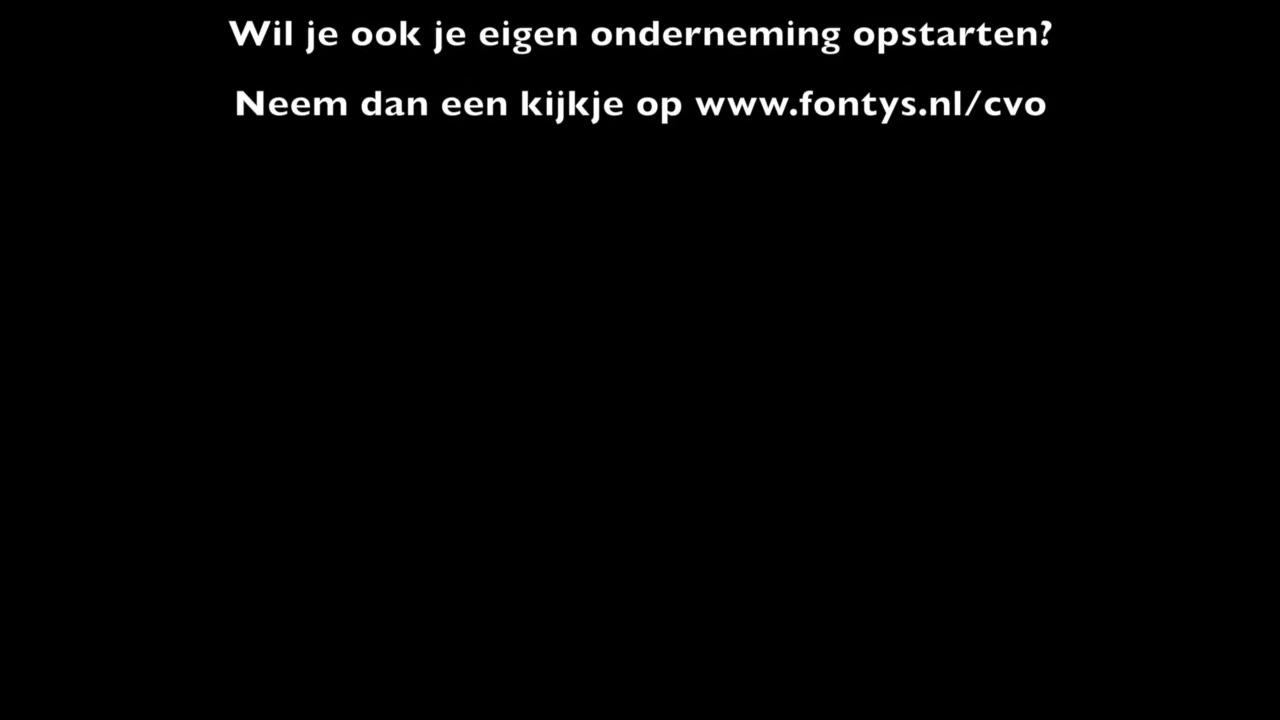 Wil je ook je eigen onderneming opstarten?
Neem dan een kijkje op www.fontys.nl/cvo